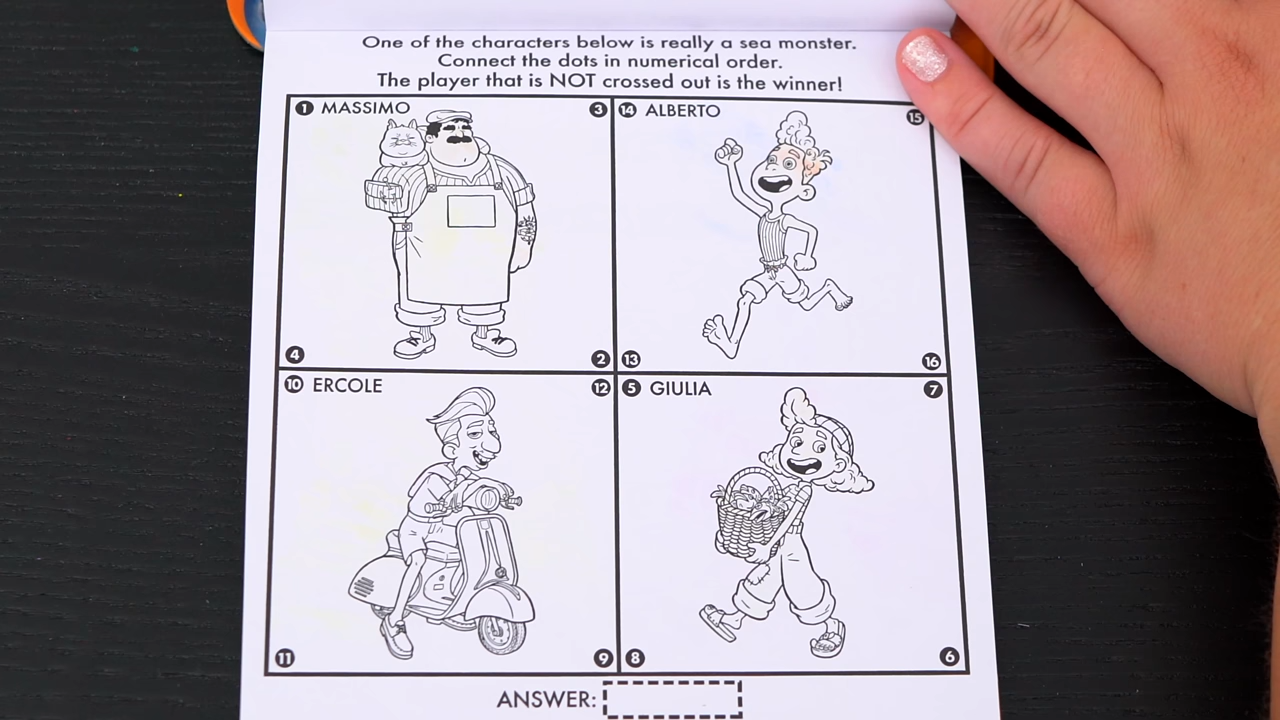 One of the characters below is really a sea monster.
Connect the dots in numerical order.
The player that is NOT crossed out is the winner!
1 MASSIMO 3
14 ALBERTO 15
4 2
13 16
10 ERCOLE 12
5 GIULIA 7
11 9
8 6
ANSWER: